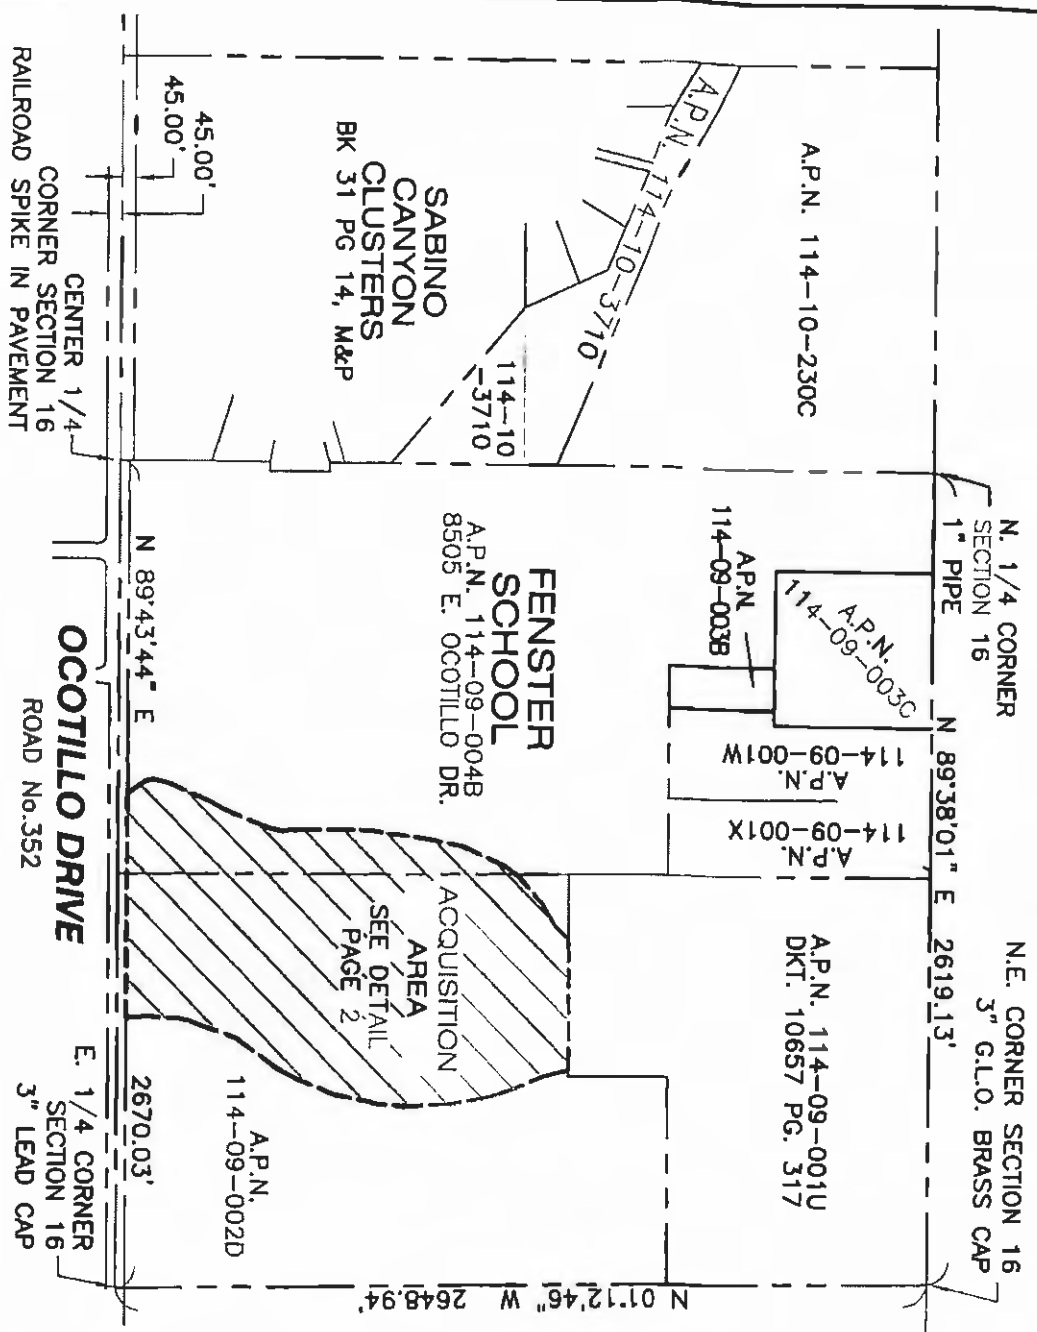 N. 1/4 CORNER
SECTION 16
1" PIPE
N 89°38'01" E 2619.13'
N.E. CORNER SECTION 16
3" G.L.O. BRASS CAP
A.P.N. 114-10-230C
A.P.N. 114-10-3710
114-10
-3710
SABINO
CANYON
CLUSTERS
BK 31 PG 14, M&P
A.P.N.
114-09-003C
A.P.N.
114-09-003B
A.P.N.
114-09-001W
A.P.N.
114-09-001X
A.P.N. 114-09-001U
DKT. 10657 PG. 317
FENSTER
SCHOOL
A.P.N. 114-09-004B
8505 E. OCOTILLO DR.
ACQUISITION
AREA
SEE DETAIL
PAGE 2
A.P.N.
114-09-002D
N 01°12'46" W 2648.94'
45.00'
45.00'
CENTER 1/4
CORNER SECTION 16
RAILROAD SPIKE IN PAVEMENT
N 89°43'44" E
2670.03'
OCOTILLO DRIVE
ROAD No.352
E. 1/4 CORNER
SECTION 16
3" LEAD CAP